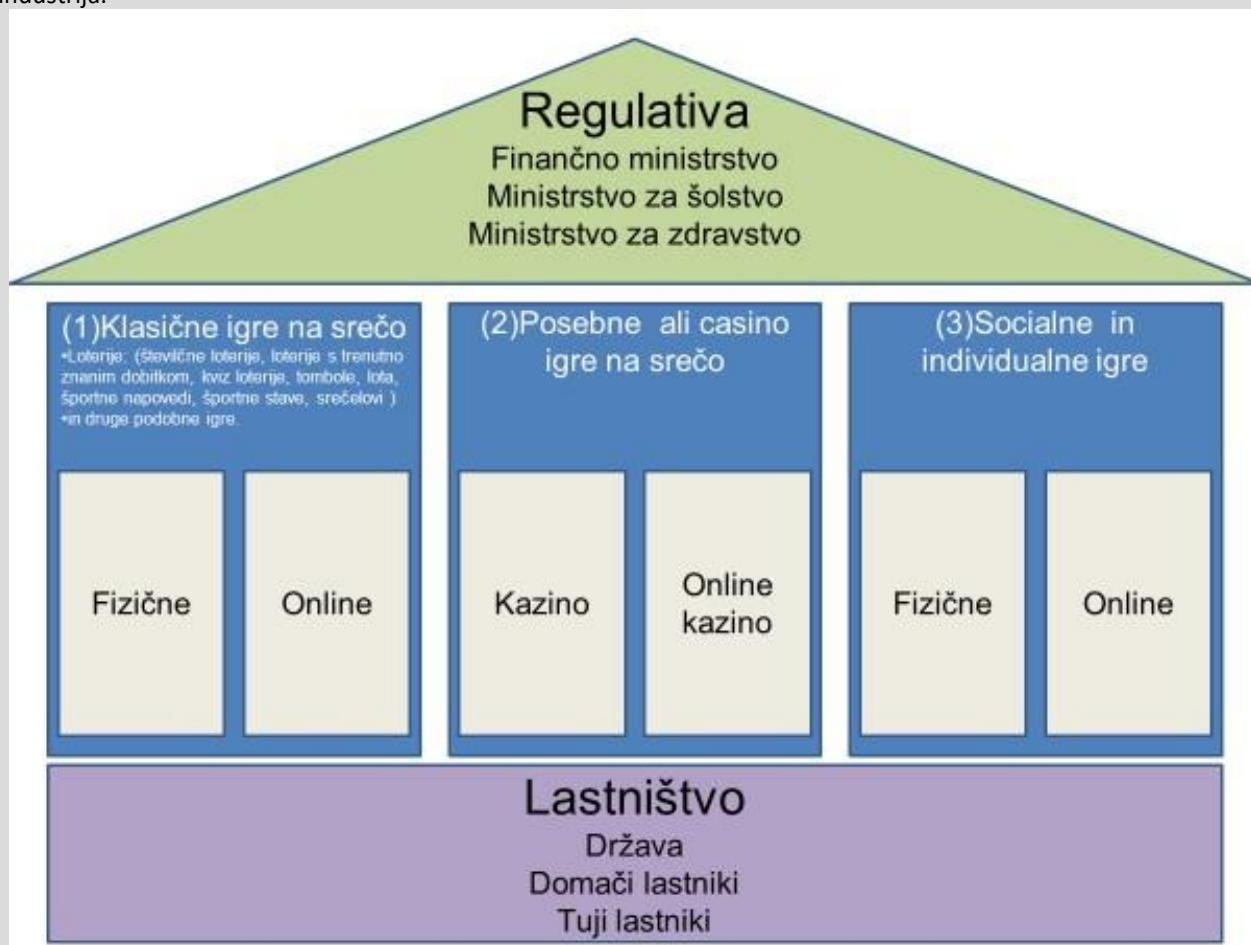 industrija.
Regulativa
Finančno ministrstvo
Ministrstvo za šolstvo
Ministrstvo za zdravstvo
(1)Klasične igre na srečo
•Loterije: (številčne loterije, loterije s trenutno
znanim dobitkom, kviz loterije, tombole, lota,
športne napovedi, športne stave, srečelovi )
•in druge podobne igre.
Fizične
Online
(2)Posebne ali casino
igre na srečo
Kazino
Online
kazino
(3)Socialne in
individualne igre
Fizične
Online
Lastništvo
Država
Domači lastniki
Tuji lastniki